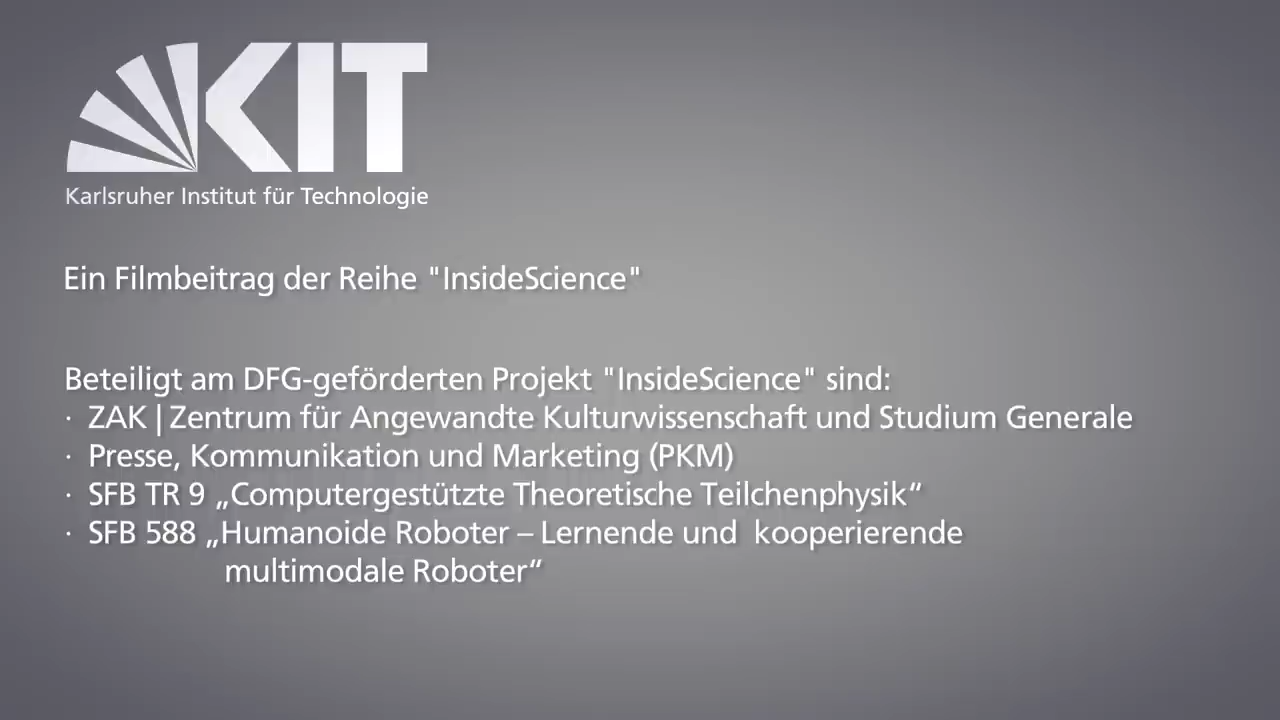 KIT
Karlsruher Institut für Technologie
Ein Filmbeitrag der Reihe "InsideScience"
Beteiligt am DFG-geförderten Projekt "InsideScience" sind:
· ZAK | Zentrum für Angewandte Kulturwissenschaft und Studium Generale
· Presse, Kommunikation und Marketing (PKM)
· SFB TR 9 „Computergestützte Theoretische Teilchenphysik“
· SFB 588 „Humanoide Roboter – Lernende und kooperierende
multimodale Roboter“